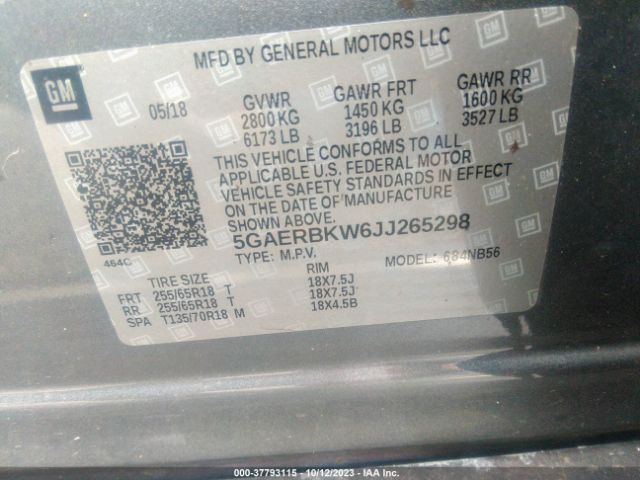 MFD BY GENERAL MOTORS LLC
GM
05/18
GVWR GAWR FRT GAWR RR
2800 KG 1450 KG 1600 KG
6173 LB 3196 LB 3527 LB
THIS VEHICLE CONFORMS TO ALL
APPLICABLE U.S. FEDERAL MOTOR
VEHICLE SAFETY STANDARDS IN EFFECT
ON THE DATE OF MANUFACTURE
SHOWN ABOVE.
5GAERBKW6JJ265298
464C
TYPE: M.P.V. MODEL: 684NB56
TIRE SIZE RIM
FRT 255/65R18 T 18X7.5J
RR 255/65R18 T 18X7.5J
SPA T135/70R18 M 18X4.5B
000-37793115 - 10/12/2023 - IAA Inc.